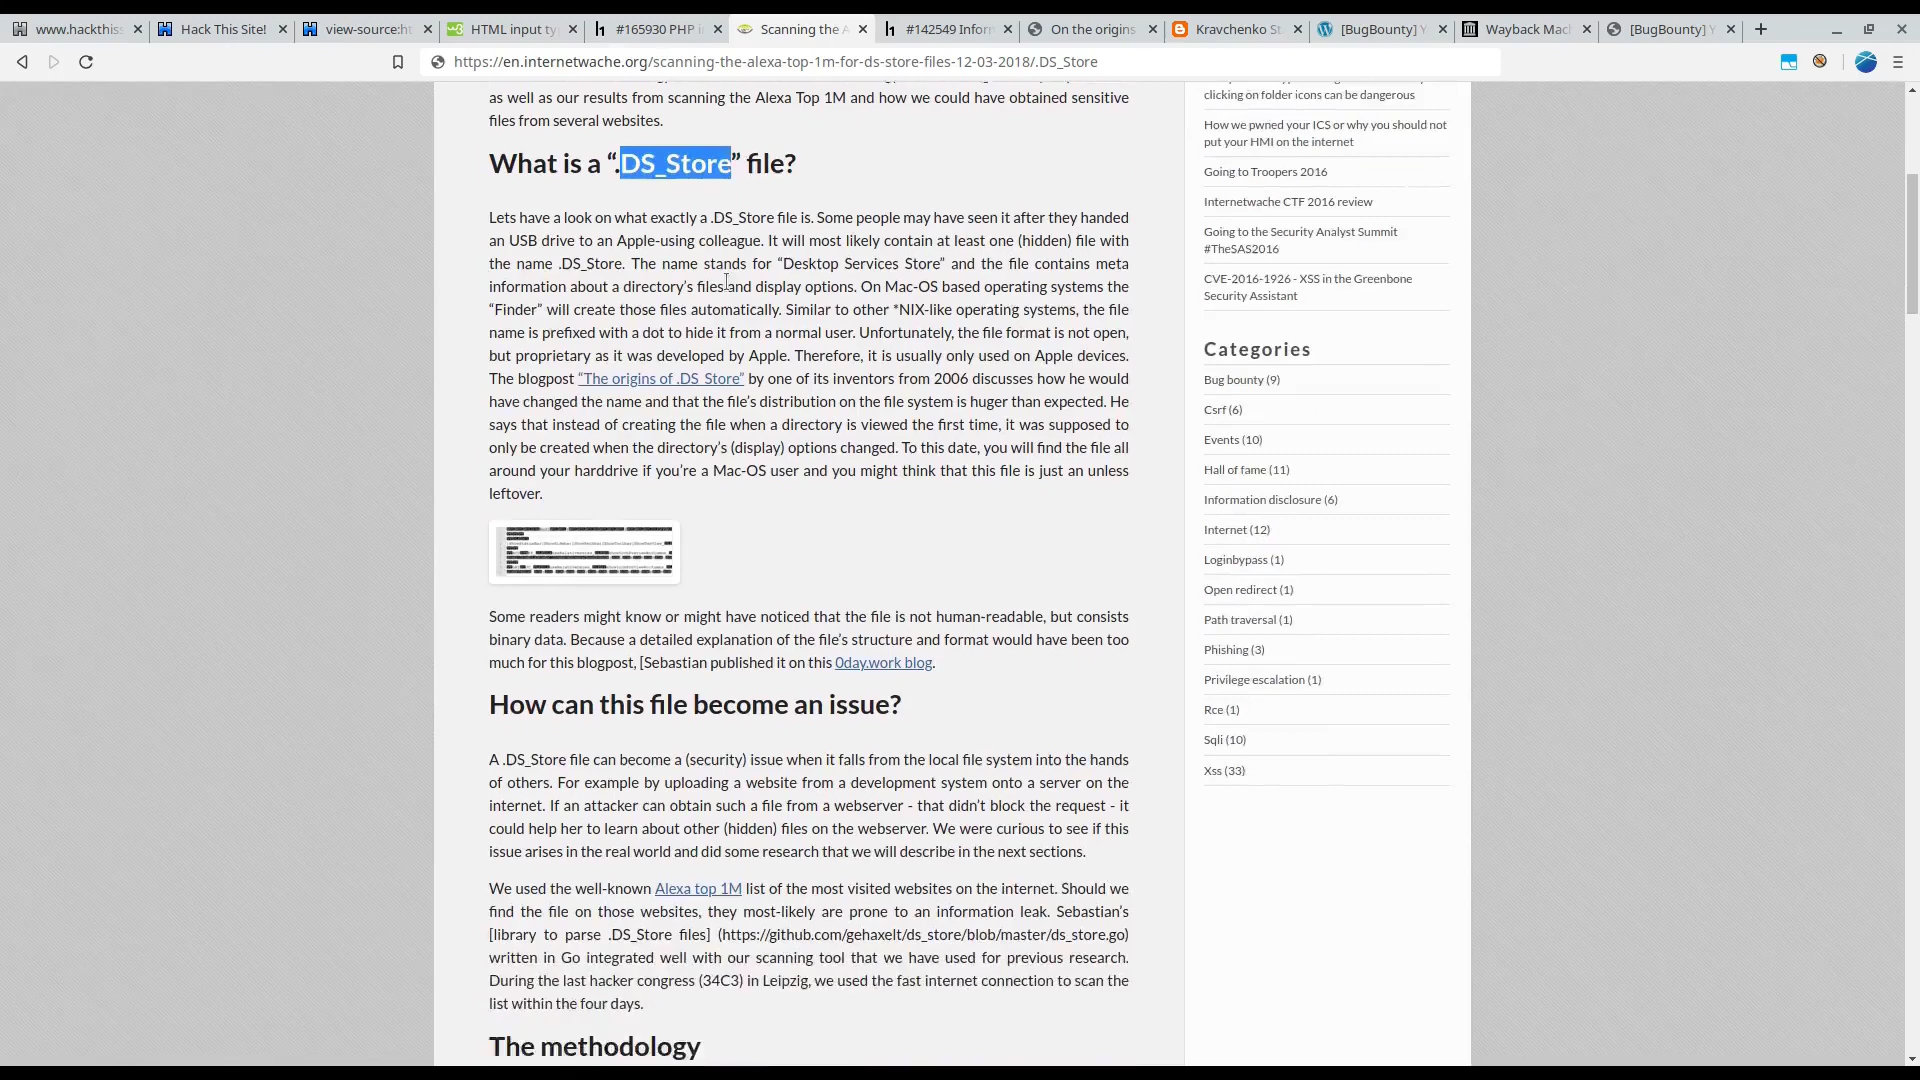 www.hackthiss
Hack This Site!
view-source:ht
HTML input ty
#165930 PHP i
Scanning the A
#142549 Inforr
On the origins
Kravchenko St
[BugBounty] Y
Wayback Mac
[BugBounty] Y
https://en.internetwache.org/scanning-the-alexa-top-1m-for-ds-store-files-12-03-2018/.DS_Store
as well as our results from scanning the Alexa Top 1M and how we could have obtained sensitive
files from several websites.
What is a “.DS_Store” file?
Lets have a look on what exactly a .DS_Store file is. Some people may have seen it after they handed
an USB drive to an Apple-using colleague. It will most likely contain at least one (hidden) file with
the name .DS_Store. The name stands for “Desktop Services Store” and the file contains meta
information about a directory’s files and display options. On Mac-OS based operating systems the
“Finder” will create those files automatically. Similar to other *NIX-like operating systems, the file
name is prefixed with a dot to hide it from a normal user. Unfortunately, the file format is not open,
but proprietary as it was developed by Apple. Therefore, it is usually only used on Apple devices.
The blogpost “The origins of .DS_Store” by one of its inventors from 2006 discusses how he would
have changed the name and that the file’s distribution on the file system is huger than expected. He
says that instead of creating the file when a directory is viewed the first time, it was supposed to
only be created when the directory’s (display) options changed. To this date, you will find the file all
around your harddrive if you’re a Mac-OS user and you might think that this file is just an unless
leftover.
Some readers might know or might have noticed that the file is not human-readable, but consists
binary data. Because a detailed explanation of the file’s structure and format would have been too
much for this blogpost, [Sebastian published it on this 0day.work blog.
How can this file become an issue?
A .DS_Store file can become a (security) issue when it falls from the local file system into the hands
of others. For example by uploading a website from a development system onto a server on the
internet. If an attacker can obtain such a file from a webserver - that didn’t block the request - it
could help her to learn about other (hidden) files on the webserver. We were curious to see if this
issue arises in the real world and did some research that we will describe in the next sections.
We used the well-known Alexa top 1M list of the most visited websites on the internet. Should we
find the file on those websites, they most-likely are prone to an information leak. Sebastian’s
[library to parse .DS_Store files] (https://github.com/gehaxelt/ds_store/blob/master/ds_store.go)
written in Go integrated well with our scanning tool that we have used for previous research.
During the last hacker congress (34C3) in Leipzig, we used the fast internet connection to scan the
list within the four days.
The methodology
clicking on folder icons can be dangerous
How we pwned your ICS or why you should not
put your HMI on the internet
Going to Troopers 2016
Internetwache CTF 2016 review
Going to the Security Analyst Summit
#TheSAS2016
CVE-2016-1926 - XSS in the Greenbone
Security Assistant
Categories
Bug bounty (9)
Csrf (6)
Events (10)
Hall of fame (11)
Information disclosure (6)
Internet (12)
Loginbypass (1)
Open redirect (1)
Path traversal (1)
Phishing (3)
Privilege escalation (1)
Rce (1)
Sqli (10)
Xss (33)